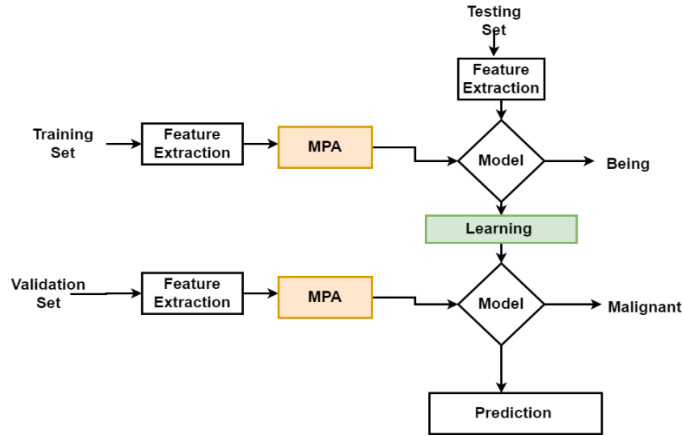 Testing
Set
Feature
Extraction
Training
Set
Feature
Extraction
MPA
Model
Being
Learning
Validation
Set
Feature
Extraction
MPA
Model
Malignant
Prediction